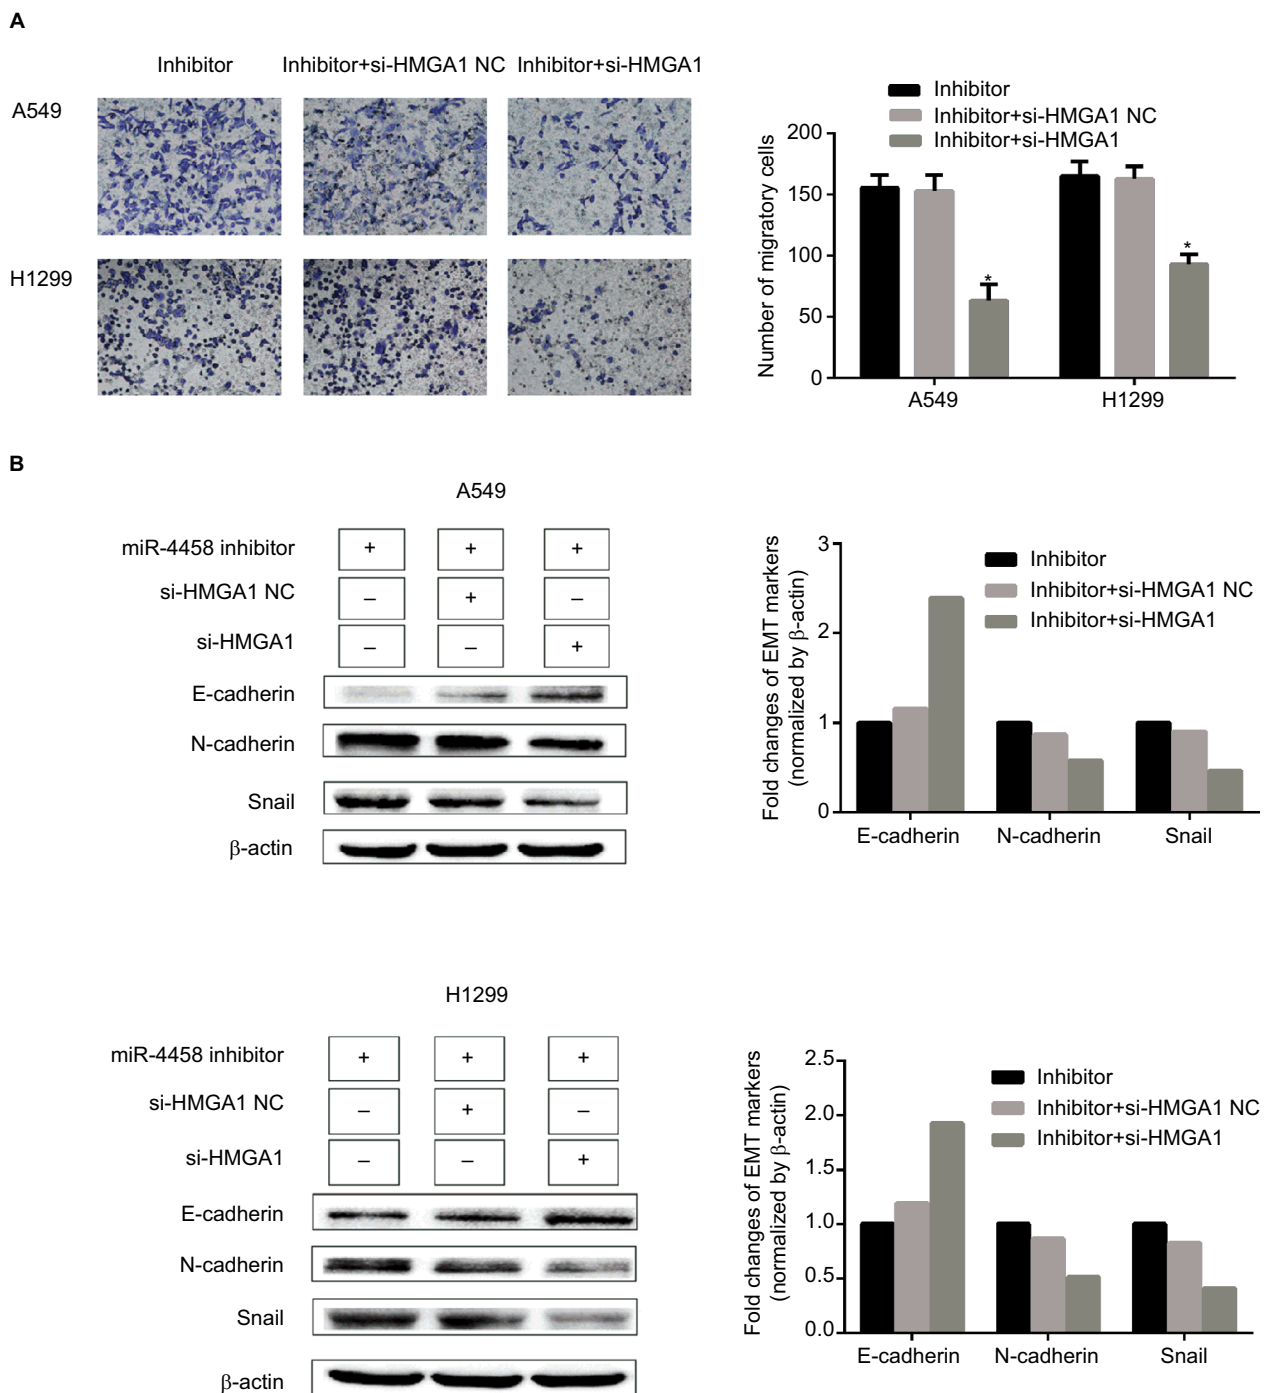 A
Inhibitor Inhibitor+si-HMGA1 NC Inhibitor+si-HMGA1
A549
H1299
Inhibitor
Inhibitor+si-HMGA1 NC
Inhibitor+si-HMGA1
Number of migratory cells
200
150
100
50
0
*
*
A549 H1299
B
A549
miR-4458 inhibitor + + +
si-HMGA1 NC – + –
si-HMGA1 – – +
E-cadherin
N-cadherin
Snail
β-actin
Fold changes of EMT markers
(normalized by β-actin)
3
2
1
0
Inhibitor
Inhibitor+si-HMGA1 NC
Inhibitor+si-HMGA1
E-cadherin N-cadherin Snail
H1299
miR-4458 inhibitor + + +
si-HMGA1 NC – + –
si-HMGA1 – – +
E-cadherin
N-cadherin
Snail
β-actin
Fold changes of EMT markers
(normalized by β-actin)
2.5
2.0
1.5
1.0
0.5
0.0
Inhibitor
Inhibitor+si-HMGA1 NC
Inhibitor+si-HMGA1
E-cadherin N-cadherin Snail